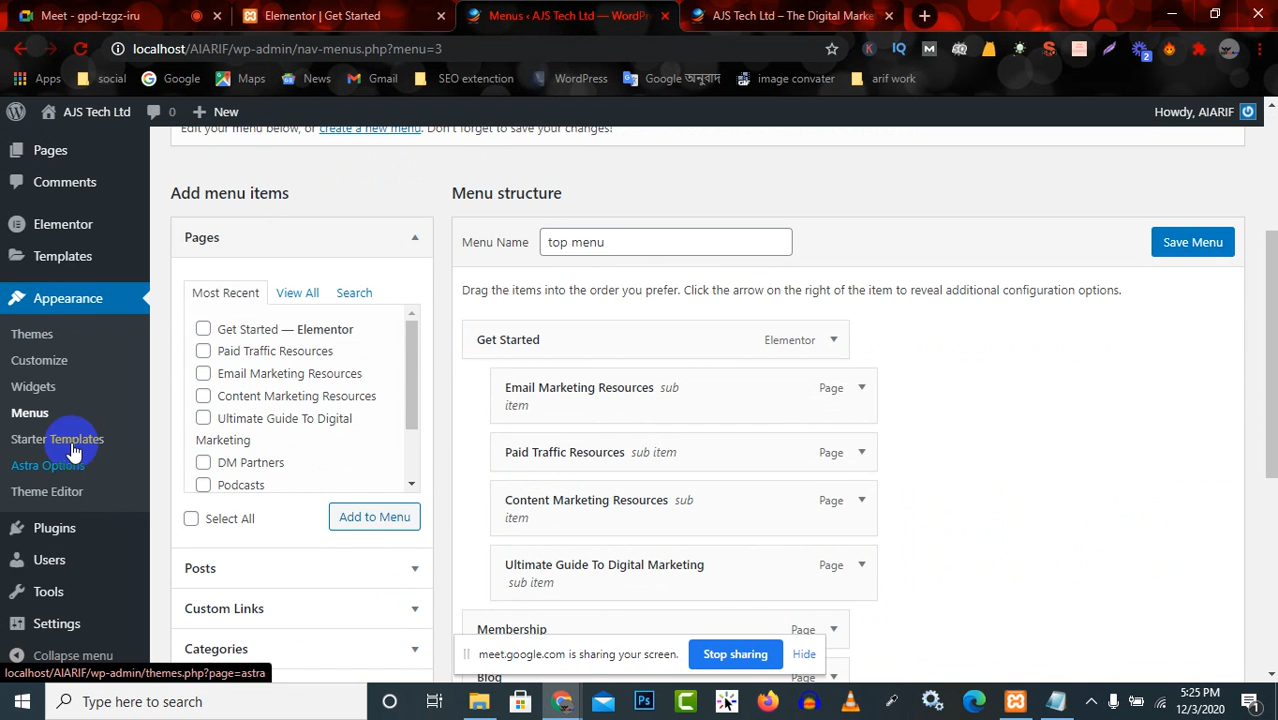 Meet - gpd-tzgz-iru
Elementor | Get Started
Menus ‹ AJS Tech Ltd — WordPr
AJS Tech Ltd – The Digital Marke
localhost/AIARIF/wp-admin/nav-menus.php?menu=3
Apps social Google Maps News Gmail SEO extenction WordPress Google অনুবাদ image convater arif work
AJS Tech Ltd 0 New Howdy, AIARIF
Edit your menu below, or create a new menu. Don't forget to save your changes!
Pages
Comments
Elementor
Templates
Appearance
Themes
Customize
Widgets
Menus
Starter Templates
Astra Options
Theme Editor
Plugins
Users
Tools
Settings
Collapse menu
Add menu items
Pages
Most Recent View All Search
Get Started — Elementor
Paid Traffic Resources
Email Marketing Resources
Content Marketing Resources
Ultimate Guide To Digital
Marketing
DM Partners
Podcasts
Select All Add to Menu
Posts
Custom Links
Categories
Menu structure
Menu Name top menu Save Menu
Drag the items into the order you prefer. Click the arrow on the right of the item to reveal additional configuration options.
Get Started Elementor
Email Marketing Resources sub Page
item
Paid Traffic Resources sub item Page
Content Marketing Resources sub Page
item
Ultimate Guide To Digital Marketing Page
sub item
Membership Page
Blog
meet.google.com is sharing your screen. Stop sharing Hide
localhost/AIARIF/wp-admin/themes.php?page=astra
Type here to search
5:25 PM
12/3/2020